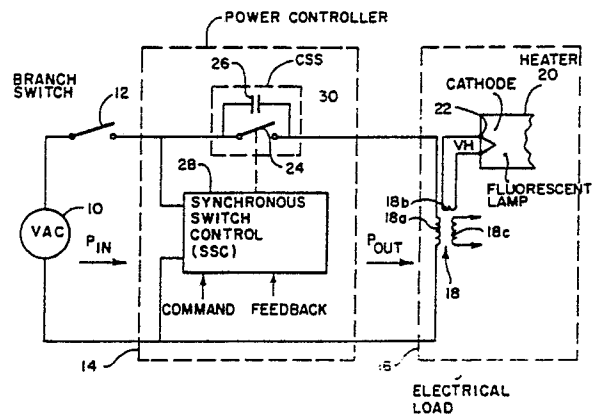 POWER CONTROLLER
CSS
26
30
HEATER
20
BRANCH
SWITCH
12
CATHODE
22
VH
24
28
FLUORESCENT
LAMP
SYNCHRONOUS
SWITCH
CONTROL
(SSC)
18b
18a
18c
10
VAC
PIN
POUT
18
COMMAND FEEDBACK
14
ELECTRICAL
LOAD